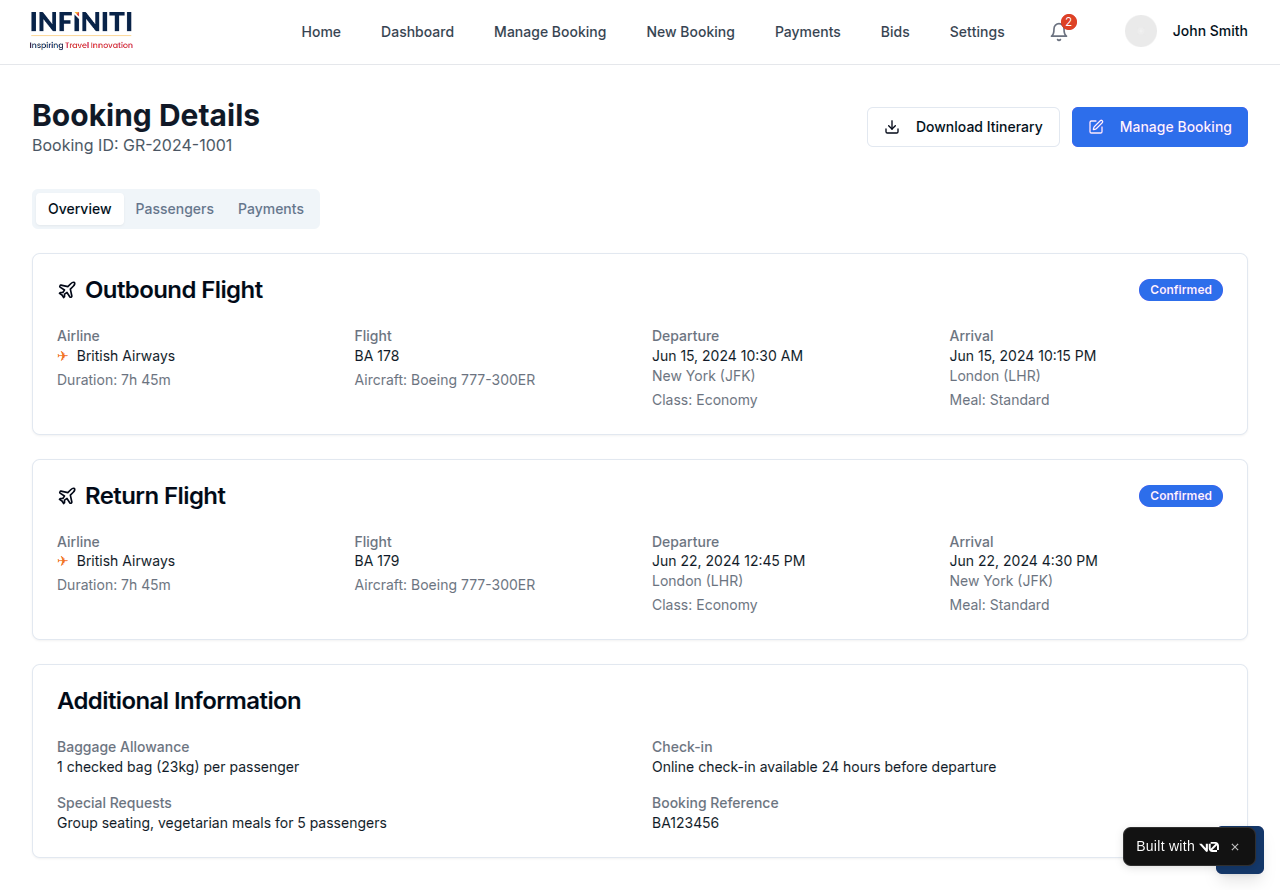 INFINITI
Inspiring Travel Innovation
Home
Dashboard
Manage Booking
New Booking
Payments
Bids
Settings
2
John Smith
Booking Details
Booking ID: GR-2024-1001
Download Itinerary
Manage Booking
Overview
Passengers
Payments
Outbound Flight
Confirmed
Airline
British Airways
Duration: 7h 45m
Flight
BA 178
Aircraft: Boeing 777-300ER
Departure
Jun 15, 2024 10:30 AM
New York (JFK)
Class: Economy
Arrival
Jun 15, 2024 10:15 PM
London (LHR)
Meal: Standard
Return Flight
Confirmed
Airline
British Airways
Duration: 7h 45m
Flight
BA 179
Aircraft: Boeing 777-300ER
Departure
Jun 22, 2024 12:45 PM
London (LHR)
Class: Economy
Arrival
Jun 22, 2024 4:30 PM
New York (JFK)
Meal: Standard
Additional Information
Baggage Allowance
1 checked bag (23kg) per passenger
Check-in
Online check-in available 24 hours before departure
Special Requests
Group seating, vegetarian meals for 5 passengers
Booking Reference
BA123456
Built with v0